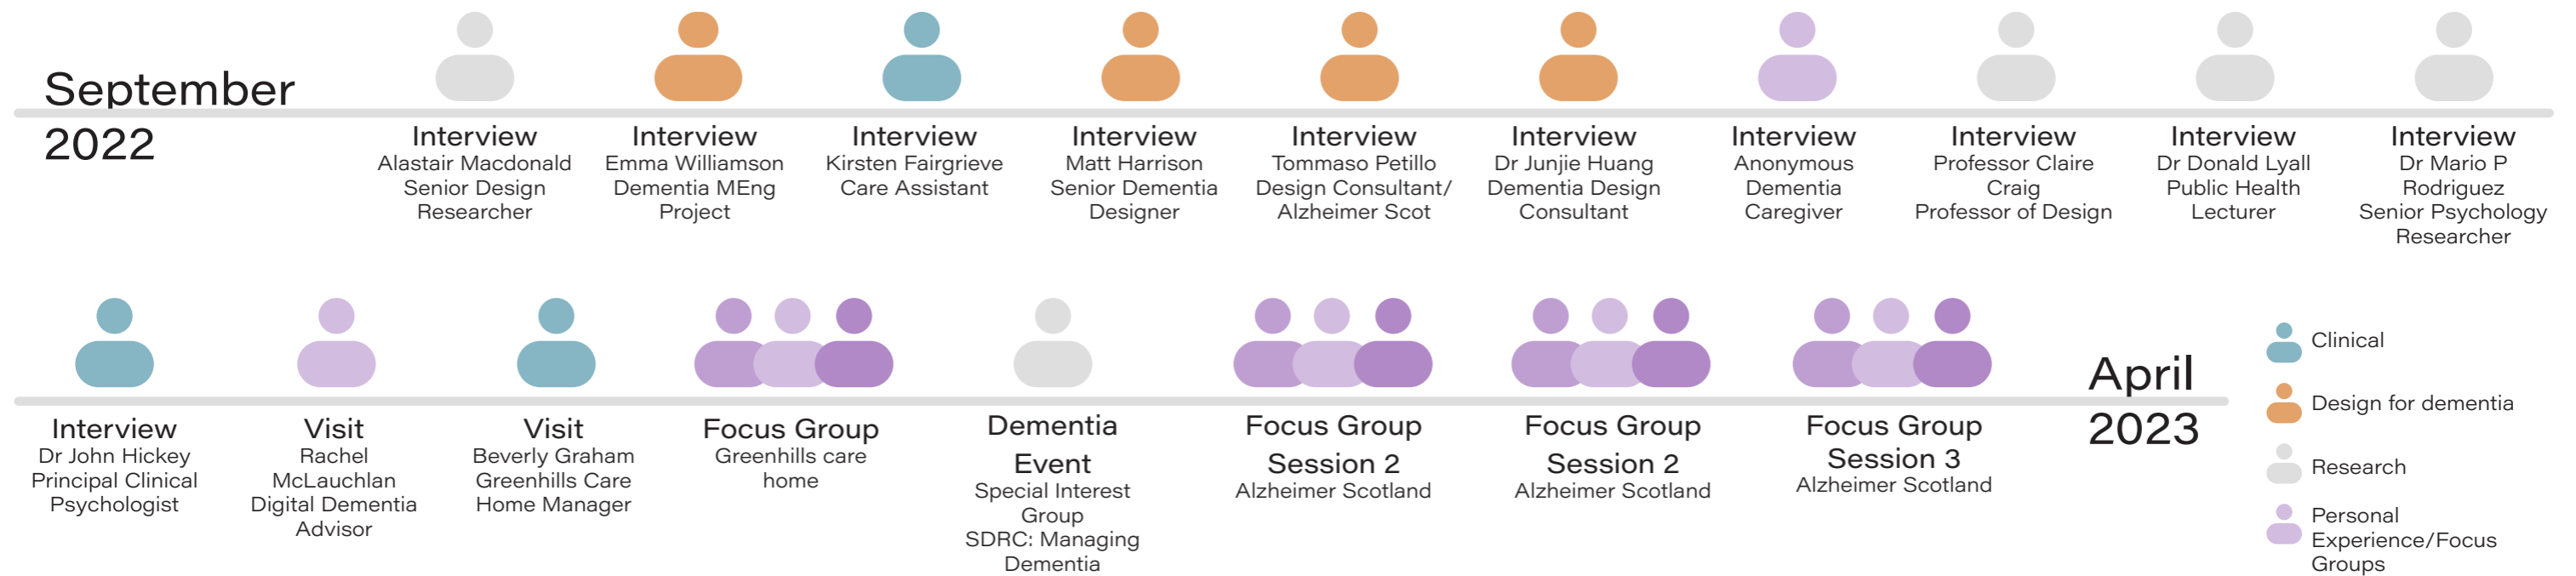 September
2022
Interview
Alastair Macdonald
Senior Design
Researcher
Interview
Emma Williamson
Dementia MEng
Project
Interview
Kirsten Fairgrieve
Care Assistant
Interview
Matt Harrison
Senior Dementia
Designer
Interview
Tommaso Petillo
Design Consultant/
Alzheimer Scot
Interview
Dr Junjie Huang
Dementia Design
Consultant
Interview
Anonymous
Dementia
Caregiver
Interview
Professor Claire
Craig
Professor of Design
Interview
Dr Donald Lyall
Public Health
Lecturer
Interview
Dr Mario P
Rodriguez
Senior Psychology
Researcher
Interview
Dr John Hickey
Principal Clinical
Psychologist
Visit
Rachel
McLauchlan
Digital Dementia
Advisor
Visit
Beverly Graham
Greenhills Care
Home Manager
Focus Group
Greenhills care
home
Dementia
Event
Special Interest
Group
SDRC: Managing
Dementia
Focus Group
Session 2
Alzheimer Scotland
Focus Group
Session 2
Alzheimer Scotland
Focus Group
Session 3
Alzheimer Scotland
April
2023
Clinical
Design for dementia
Research
Personal
Experience/Focus
Groups